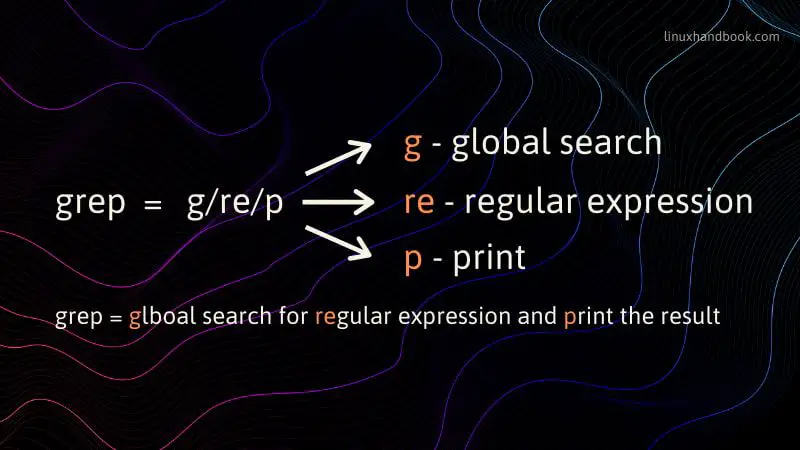 linuxhandbook.com
g - global search
grep = g/re/p
re - regular expression
p - print
grep = glboal search for regular expression and print the result